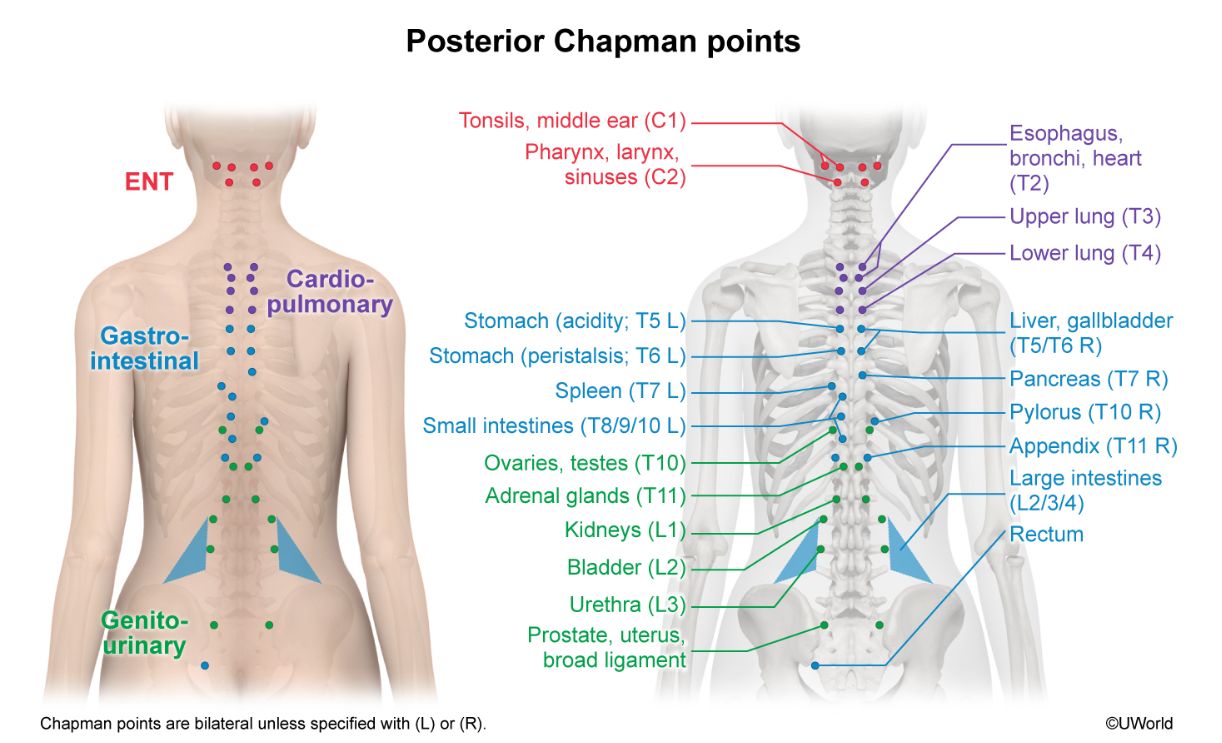 Posterior Chapman points
ENT
Cardio-
pulmonary
Gastro-
intestinal
Genito-
urinary
Tonsils, middle ear (C1)
Pharynx, larynx,
sinuses (C2)
Stomach (acidity; T5 L)
Stomach (peristalsis; T6 L)
Spleen (T7 L)
Small intestines (T8/9/10 L)
Ovaries, testes (T10)
Adrenal glands (T11)
Kidneys (L1)
Bladder (L2)
Urethra (L3)
Prostate, uterus,
broad ligament
Esophagus,
bronchi, heart
(T2)
Upper lung (T3)
Lower lung (T4)
Liver, gallbladder
(T5/T6 R)
Pancreas (T7 R)
Pylorus (T10 R)
Appendix (T11 R)
Large intestines
(L2/3/4)
Rectum
Chapman points are bilateral unless specified with (L) or (R).
©UWorld